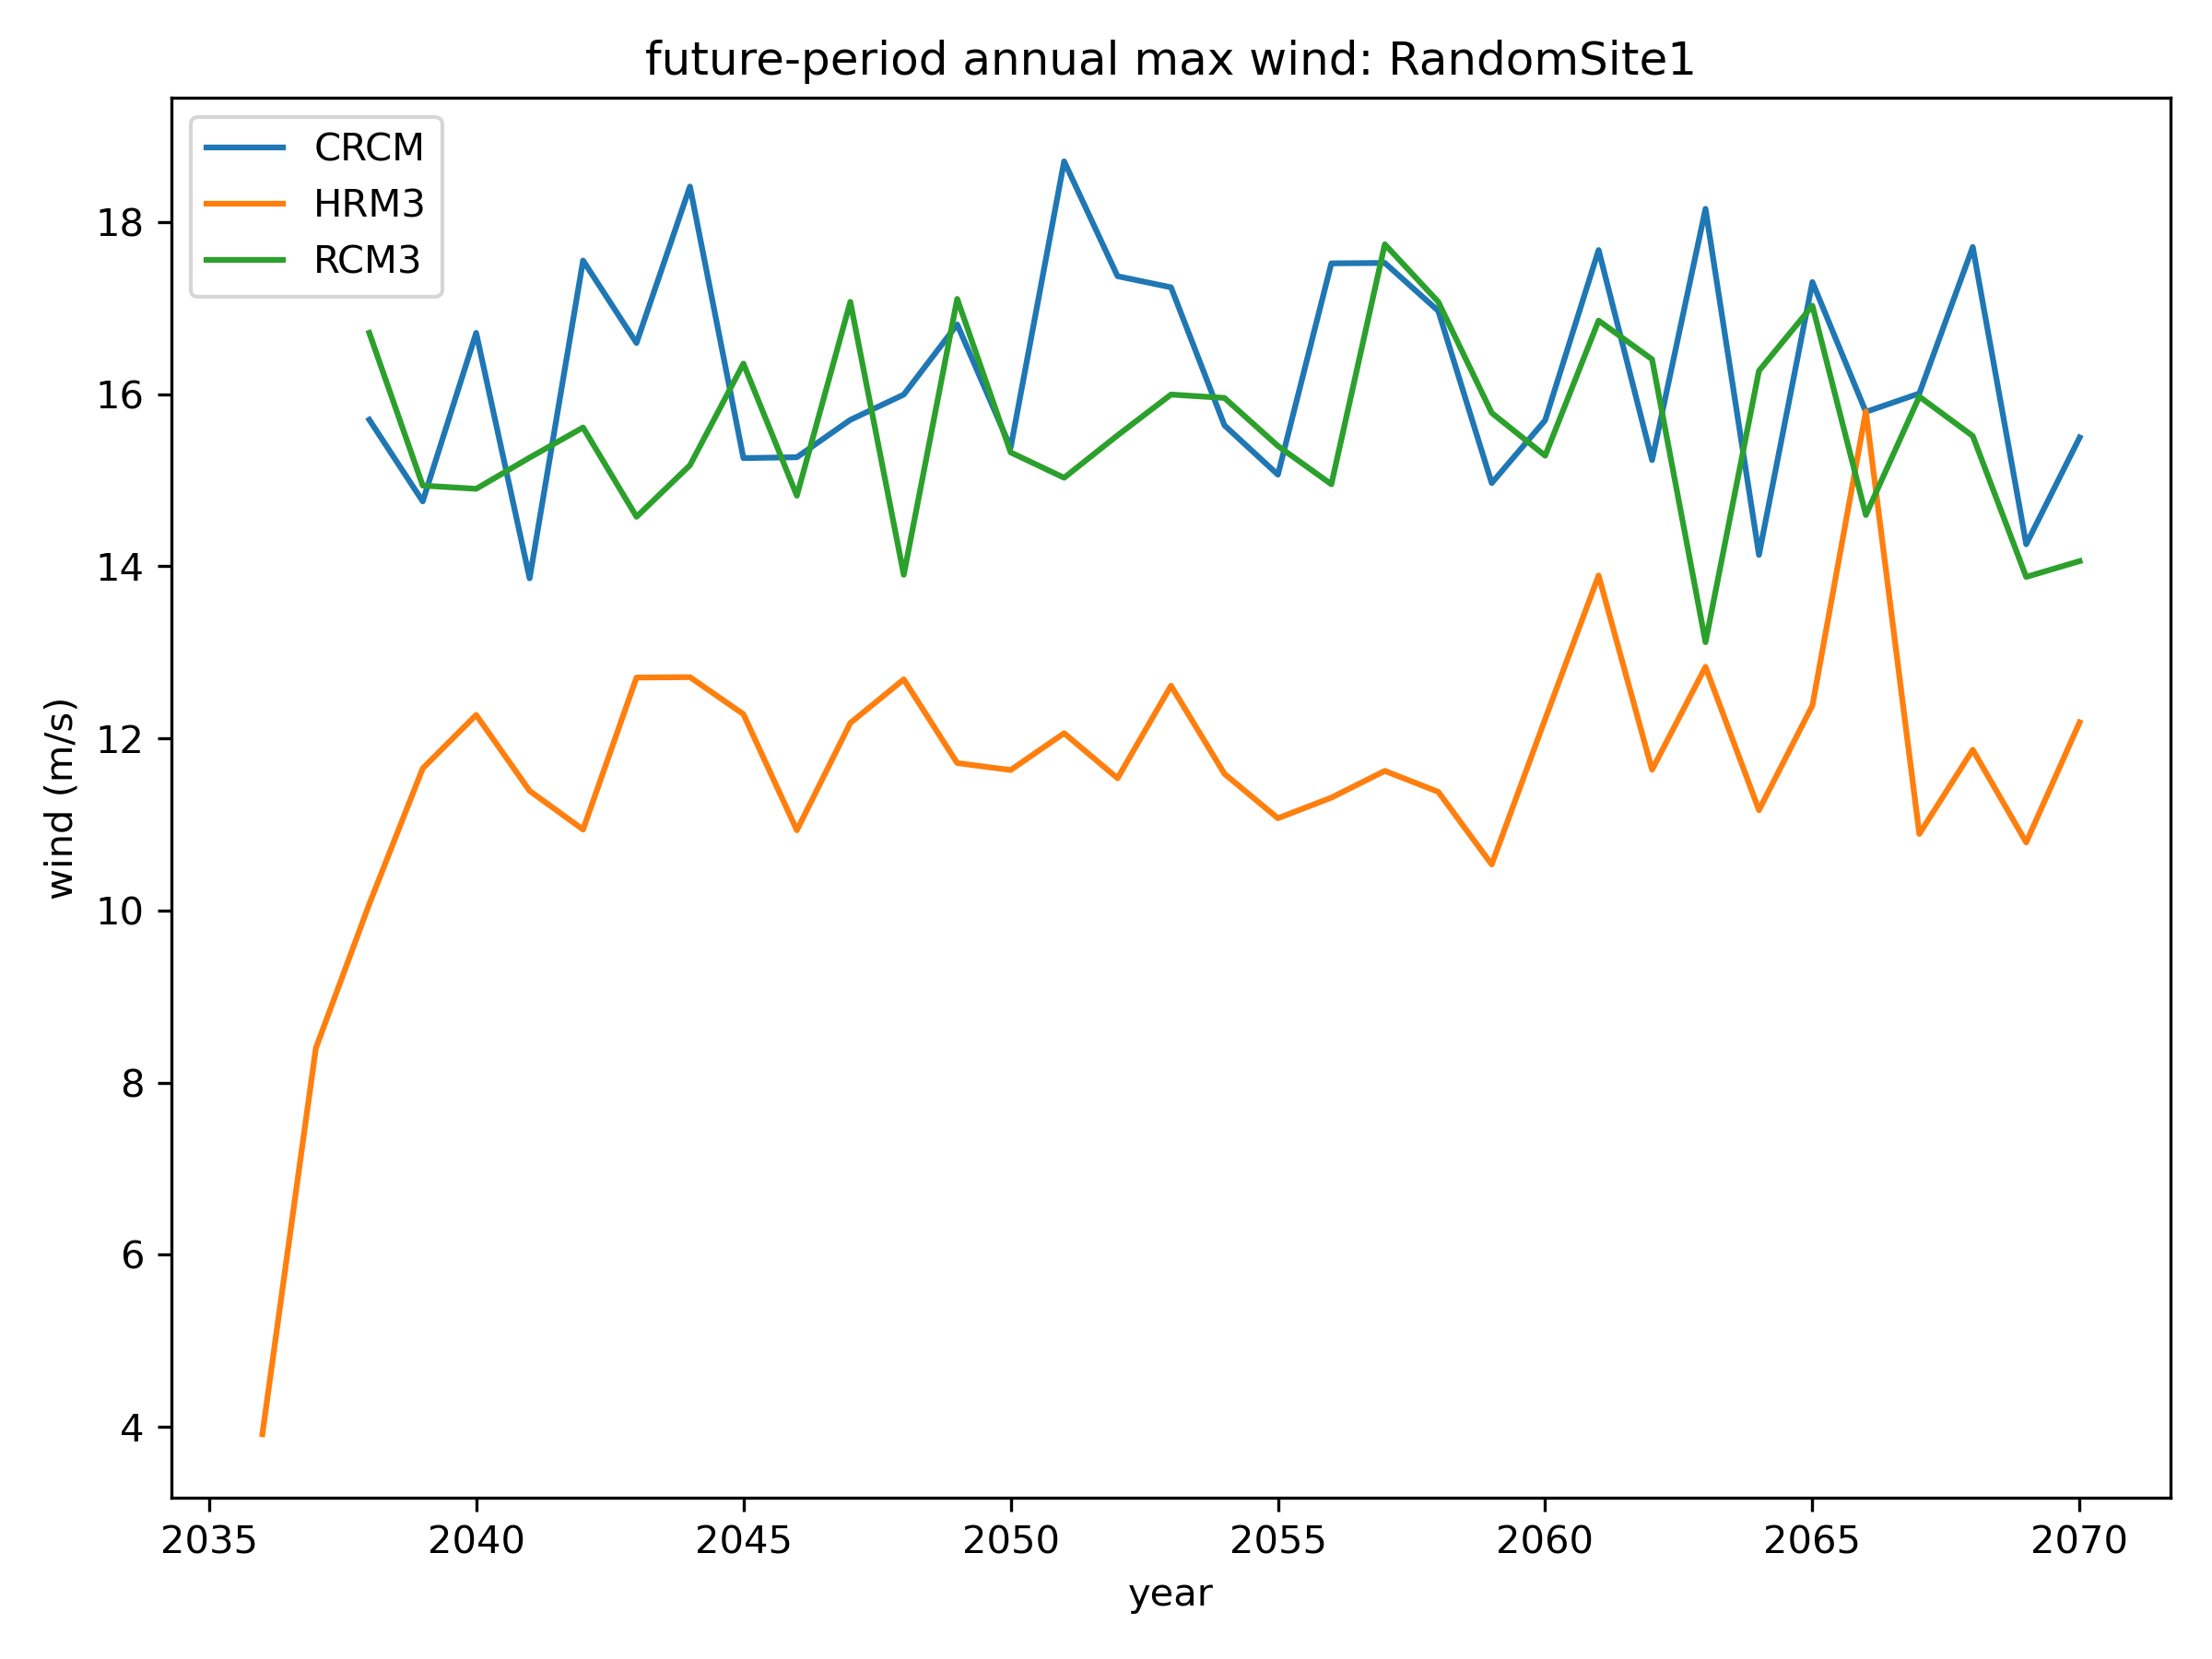 future-period annual max wind: RandomSite1
CRCM
HRM3
RCM3
18
16
14
12
10
8
6
4
wind (m/s)
2035 2040 2045 2050 2055 2060 2065 2070
year